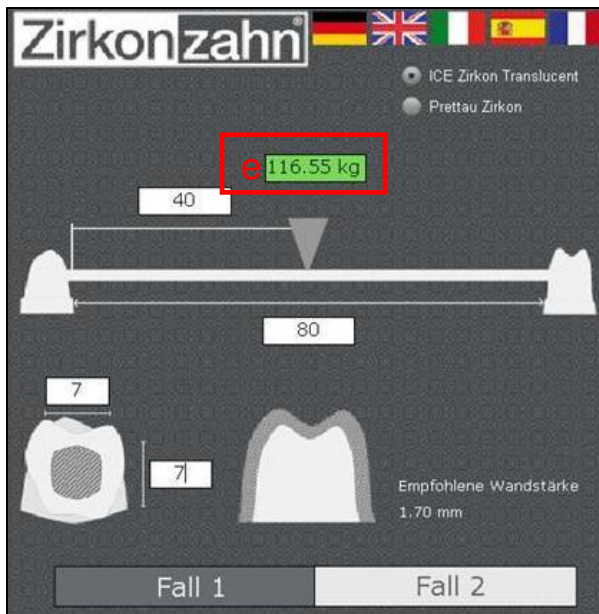 Zirkonzahn®
ICE Zirkon Translucent
Prettau Zirkon
e 116.55 kg
40
80
7
7
Empfohlene Wandstärke
1.70 mm
Fall 1
Fall 2